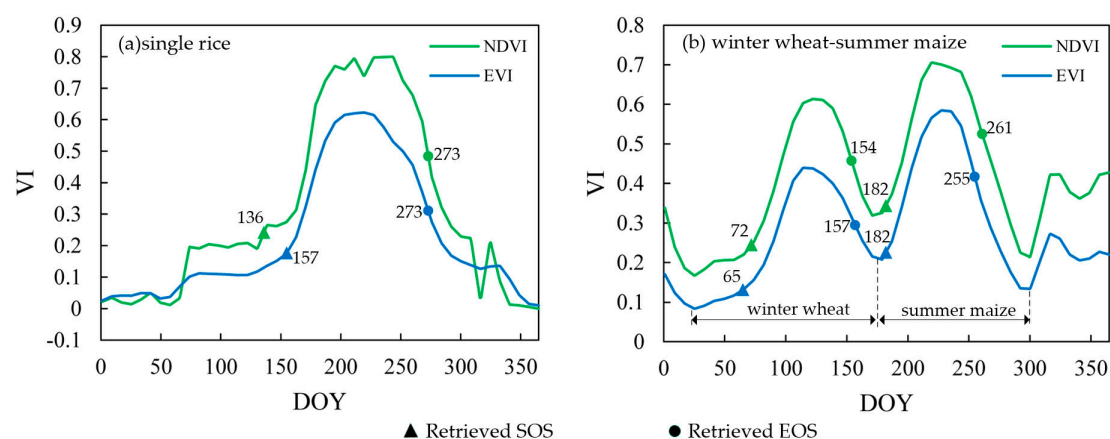 (a)single rice
NDVI
EVI
VI
0.9
0.8
0.7
0.6
0.5
0.4
0.3
0.2
0.1
0
-0.1
136
157
273
273
0 50 100 150 200 250 300 350
DOY
(b) winter wheat-summer maize
NDVI
EVI
VI
0.8
0.7
0.6
0.5
0.4
0.3
0.2
0.1
0
72
65
154
157
182
182
261
255
winter wheat
summer maize
0 50 100 150 200 250 300 350
DOY
▲ Retrieved SOS
● Retrieved EOS